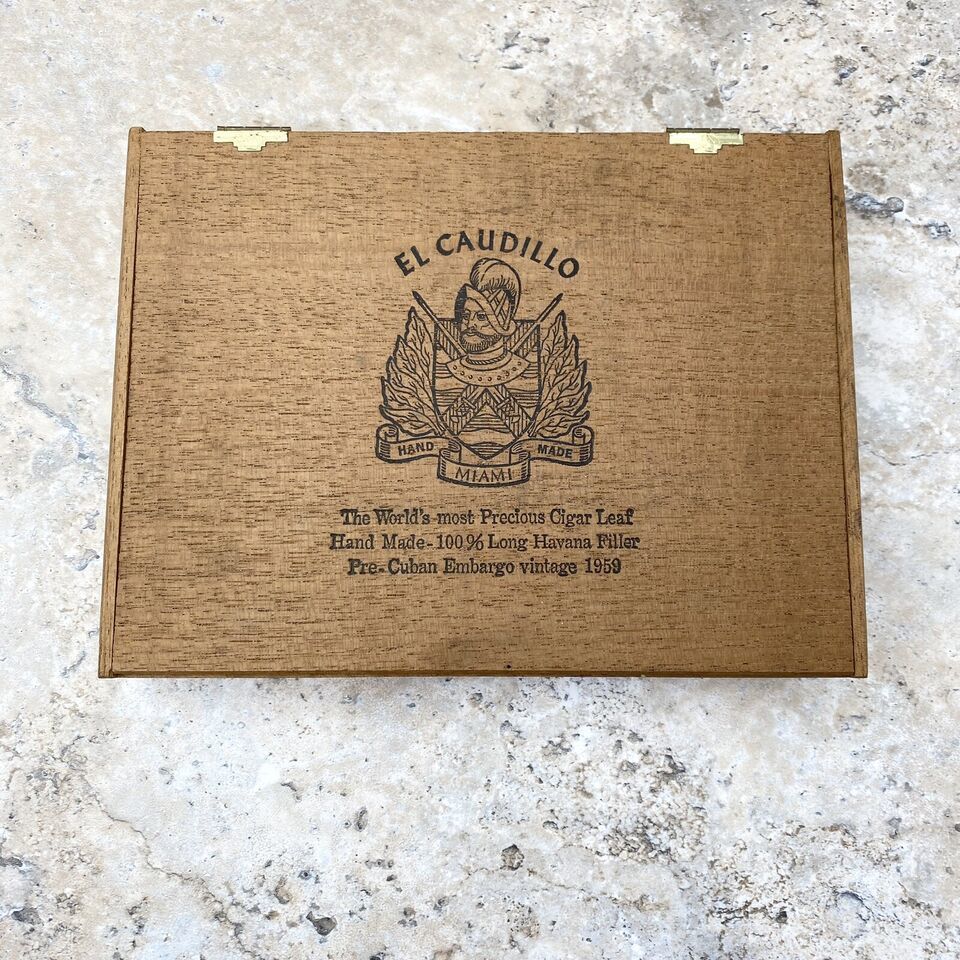 EL CAUDILLO
HAND MADE
MIAMI
The World's most Precious Cigar Leaf
Hand Made-100% Long Havana Filler
Pre-Cuban Embargo vintage 1959